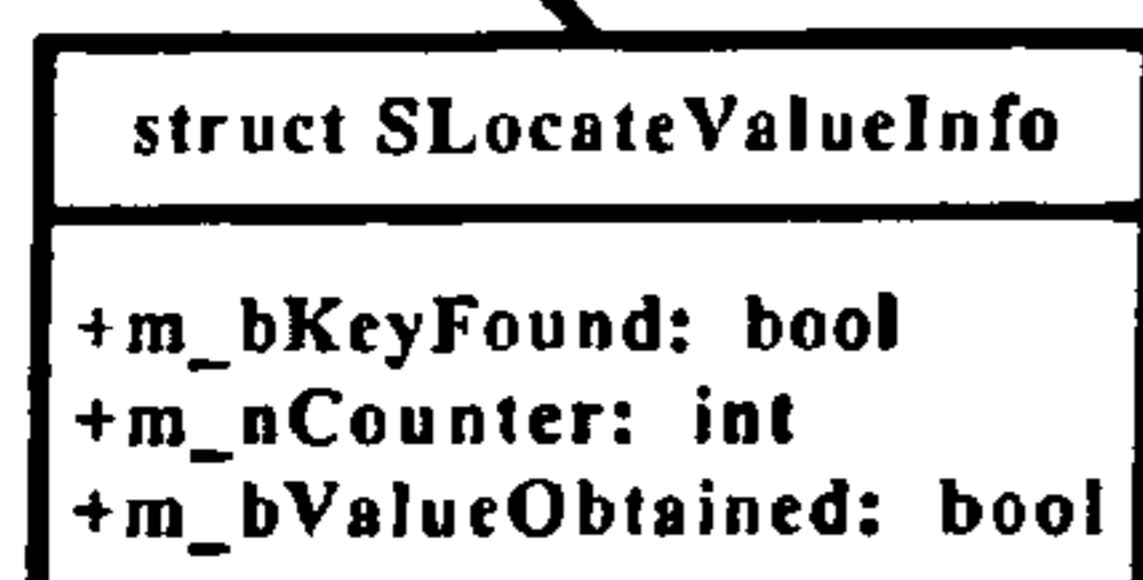 struct SLocateValueInfo
+m_bKeyFound: bool
+m_nCounter: int
+m_bValueObtained: bool